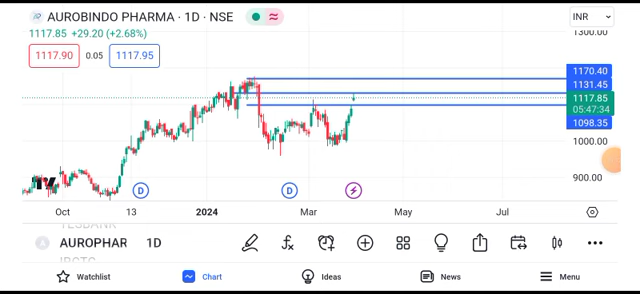 AUROBINDO PHARMA · 1D · NSE
INR
1117.85 +29.20 (+2.68%)
1300.00
1117.90 0.05 1117.95
1170.40
1131.45
1117.85
05:47:34
1098.35
1000.00
900.00
D D
Oct 13 2024 Mar May Jul
YESBANK
A AUROPHAR 1D
IRCTC
Watchlist Chart Ideas News Menu